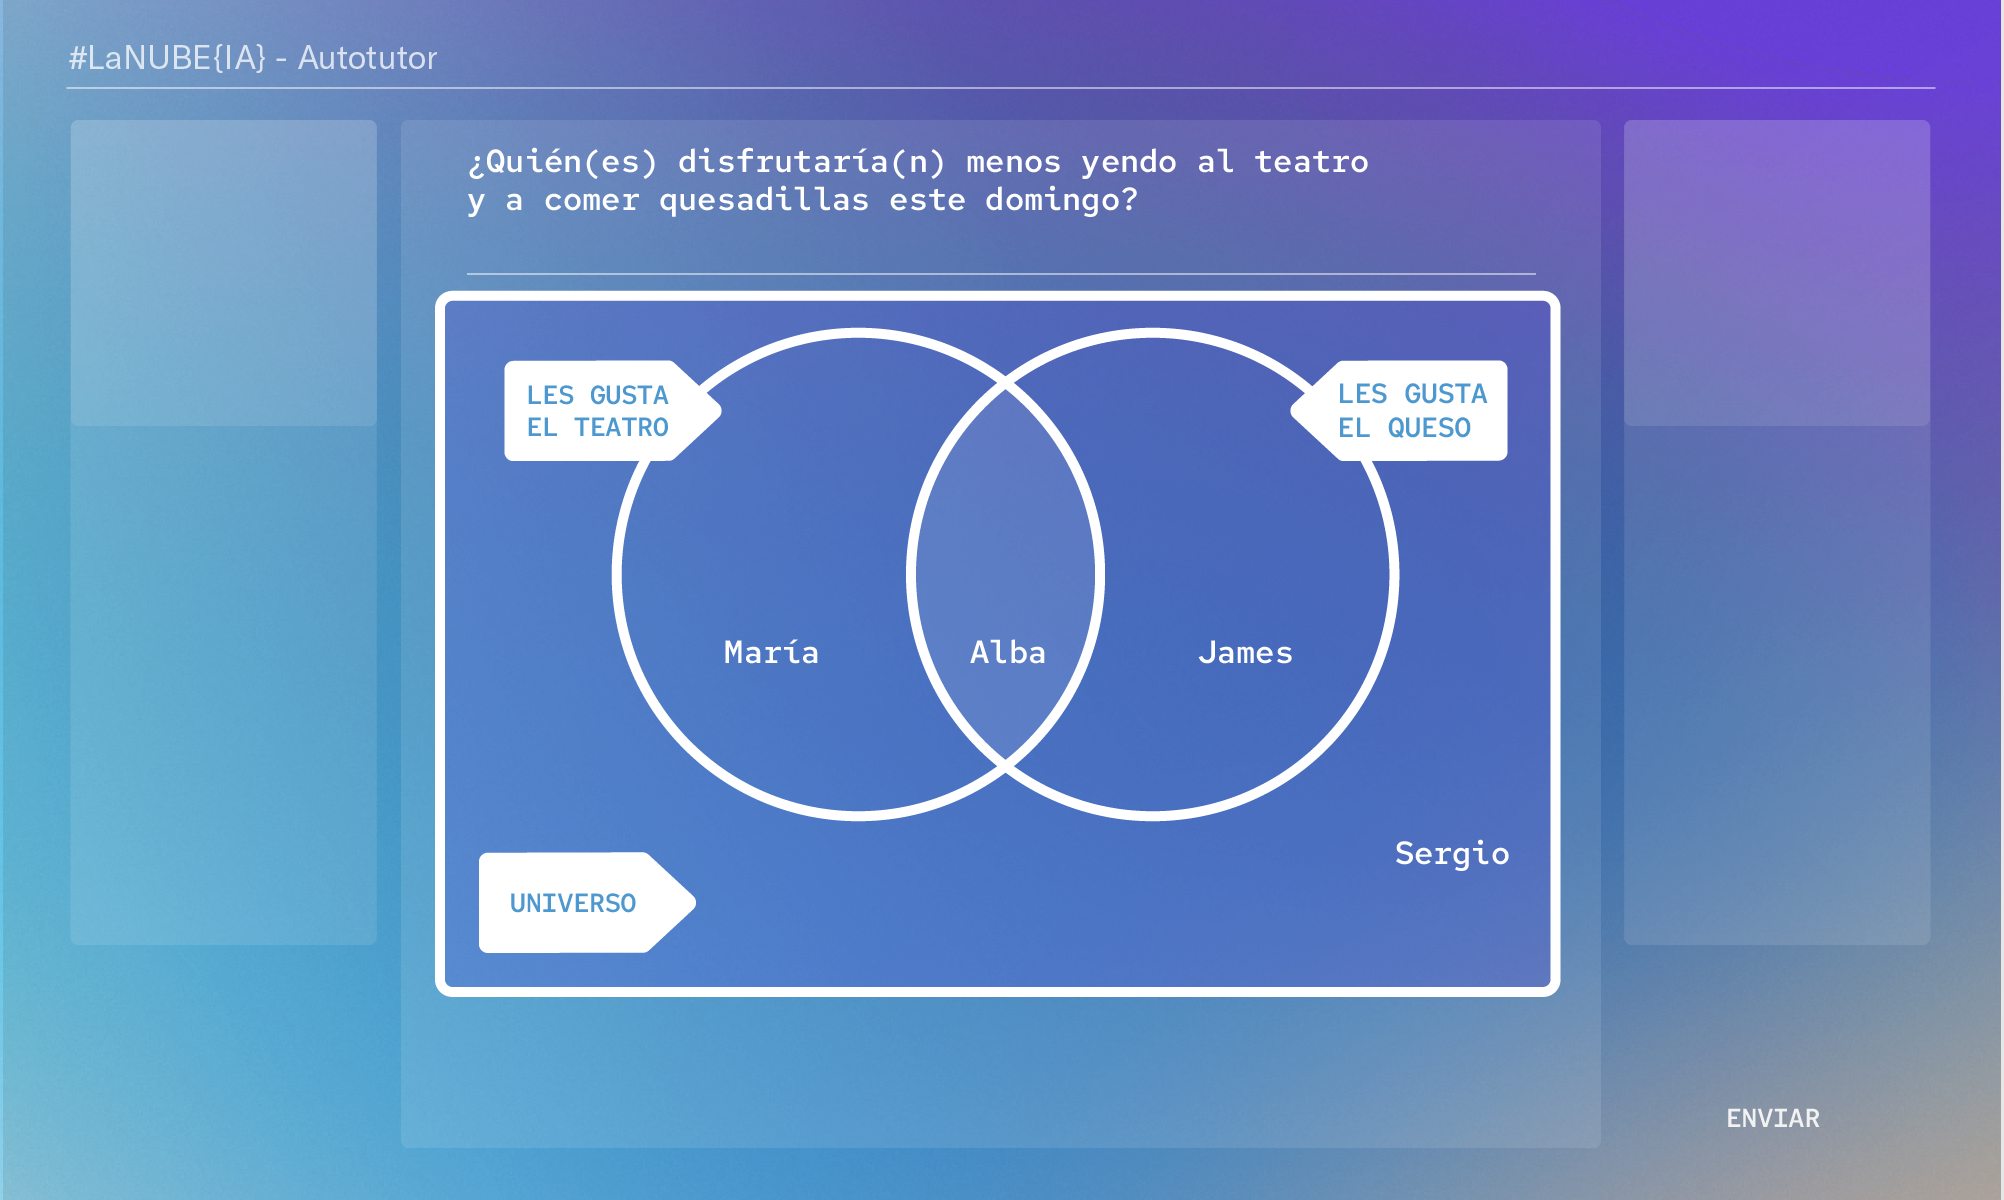 #LaNUBE{IA} - Autotutor
¿Quién(es) disfrutaría(n) menos yendo al teatro
y a comer quesadillas este domingo?
LES GUSTA
EL TEATRO
LES GUSTA
EL QUESO
María
Alba
James
Sergio
UNIVERSO
ENVIAR